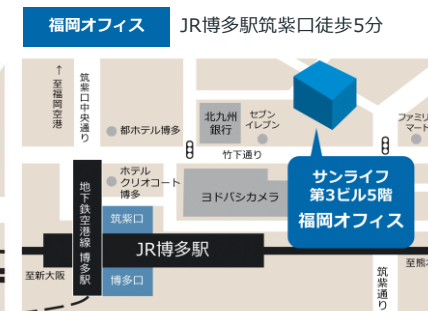 福岡オフィス
JR博多駅筑紫口徒歩5分
↑至福岡空港
筑紫口中央通り
都ホテル博多
北九州
銀行
セブン
イレブン
ファミリ
マート
竹下通り
ホテル
クリオコート
博多
ヨドバシカメラ
サンライフ
第3ビル5階
福岡オフィス
地下鉄空港線 博多駅
筑紫口
JR博多駅
博多口
至新大阪
筑紫通り
至熊本